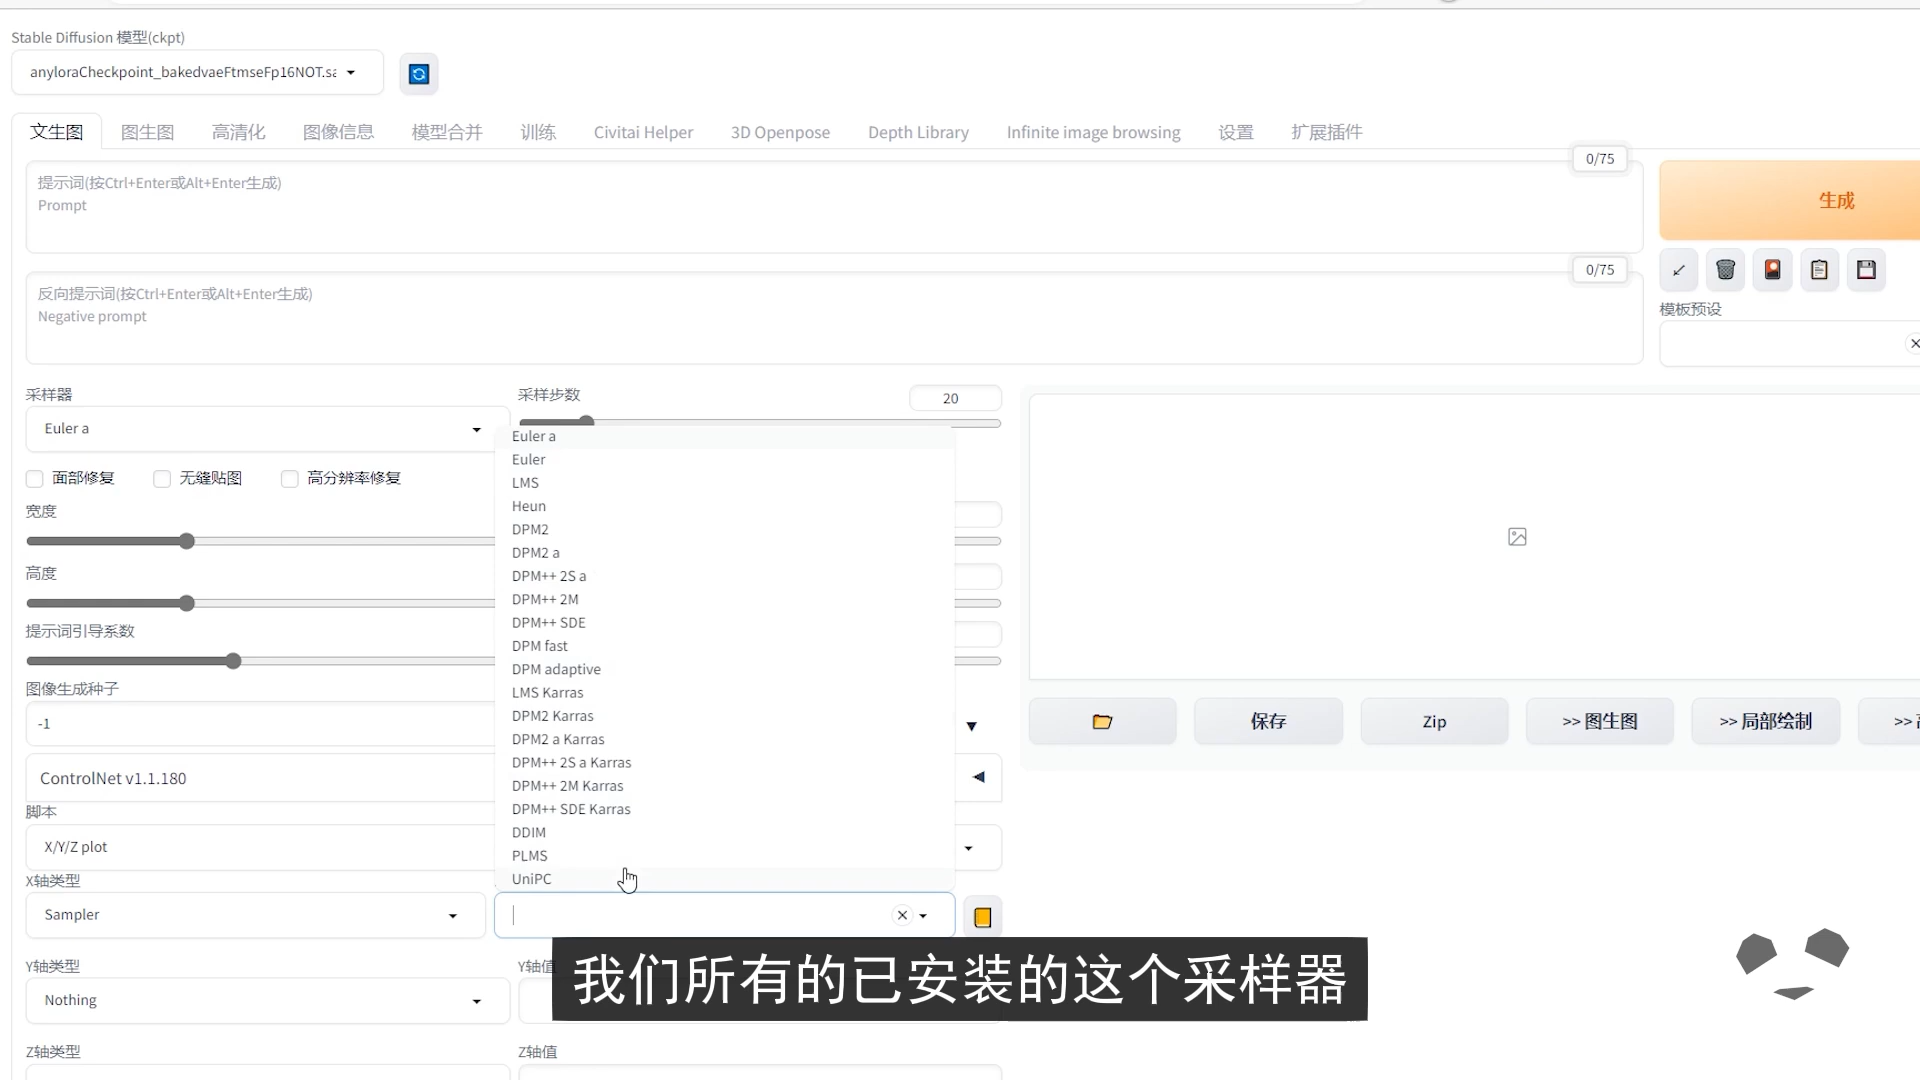 Stable Diffusion 模型(ckpt)
anyloraCheckpoint_bakedvaeFtmseFp16NOT.sa
文生图 图生图 高清化 图像信息 模型合并 训练 Civitai Helper 3D Openpose Depth Library Infinite image browsing 设置 扩展插件
0/75
提示词(按Ctrl+Enter或Alt+Enter生成)
Prompt
生成
0/75
反向提示词(按Ctrl+Enter或Alt+Enter生成)
Negative prompt
模板预设
采样器
Euler a
采样步数
20
面部修复 无缝贴图 高分辨率修复
宽度
高度
提示词引导系数
图像生成种子
-1
ControlNet v1.1.180
脚本
X/Y/Z plot
X轴类型
Sampler
Euler a
Euler
LMS
Heun
DPM2
DPM2 a
DPM++ 2S a
DPM++ 2M
DPM++ SDE
DPM fast
DPM adaptive
LMS Karras
DPM2 Karras
DPM2 a Karras
DPM++ 2S a Karras
DPM++ 2M Karras
DPM++ SDE Karras
DDIM
PLMS
UniPC
保存 Zip >> 图生图 >> 局部绘制 >>
Y轴类型
Nothing
Y轴值
Z轴类型
Z轴值
我们所有的已安装的这个采样器